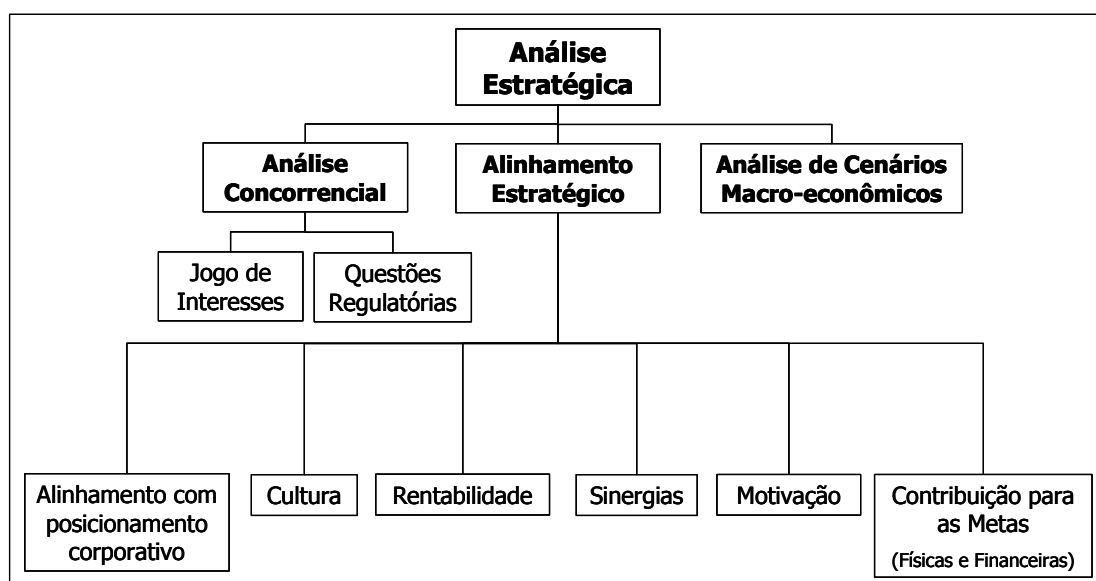 Análise
Estratégica
Análise
Concorrencial
Alinhamento
Estratégico
Análise de Cenários
Macro-econômicos
Jogo de
Interesses
Questões
Regulatórias
Alinhamento com
posicionamento
corporativo
Cultura
Rentabilidade
Sinergias
Motivação
Contribuição para
as Metas
(Físicas e Financeiras)